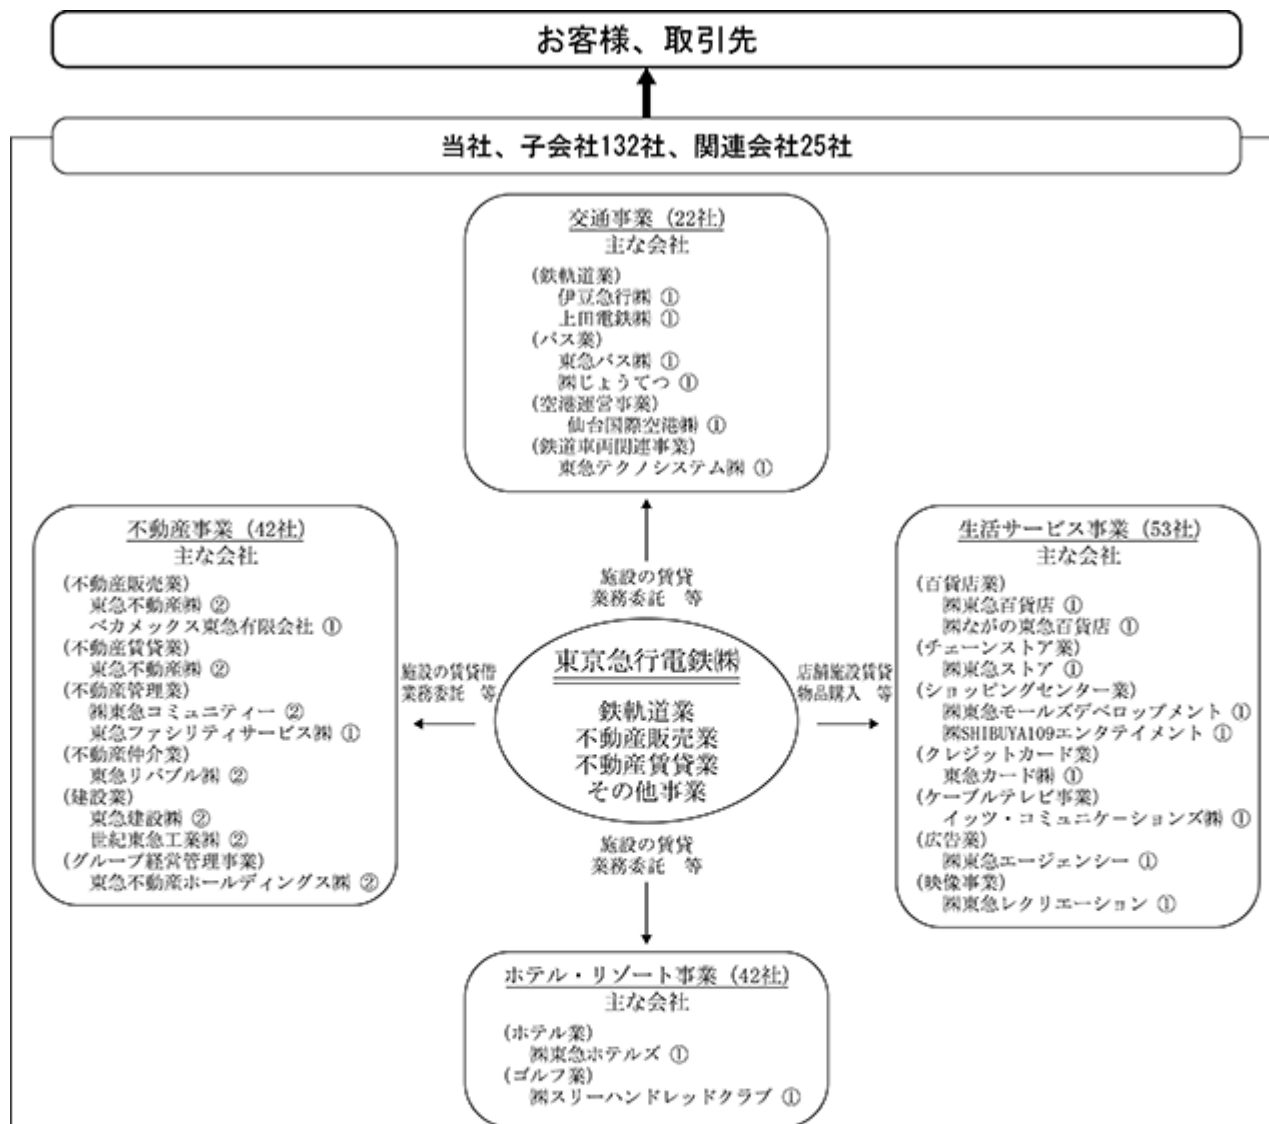 お客様、取引先
当社、子会社132社、関連会社25社
交通事業 (22社)
主な会社
(鉄軌道業)
伊豆急行㈱ ①
上田電鉄㈱ ①
(バス業)
東急バス㈱ ①
㈱じょうてつ ①
(空港運営事業)
仙台国際空港㈱ ①
(鉄道車両関連事業)
東急テクノシステム㈱ ①
施設の賃貸
業務委託 等
不動産事業 (42社)
主な会社
(不動産販売業)
東急不動産㈱ ②
ベカメックス東急有限会社 ①
(不動産賃貸業)
東急不動産㈱ ②
(不動産管理業)
㈱東急コミュニティー ②
東急ファシリティサービス㈱ ①
(不動産仲介業)
東急リバブル㈱ ②
(建設業)
東急建設㈱ ②
世紀東急工業㈱ ②
(グループ経営管理事業)
東急不動産ホールディングス㈱ ②
施設の賃貸借
業務委託 等
東京急行電鉄㈱
鉄軌道業
不動産販売業
不動産賃貸業
その他事業
店舗施設賃貸
物品購入 等
生活サービス事業 (53社)
主な会社
(百貨店業)
㈱東急百貨店 ①
㈱ながの東急百貨店 ①
(チェーンストア業)
㈱東急ストア ①
(ショッピングセンター業)
㈱東急モールズデベロップメント ①
㈱SHIBUYA109エンタテイメント ①
(クレジットカード業)
東急カード㈱ ①
(ケーブルテレビ事業)
イッツ・コミュニケーションズ㈱ ①
(広告業)
㈱東急エージェンシー ①
(映像事業)
㈱東急レクリエーション ①
施設の賃貸
業務委託 等
ホテル・リゾート事業 (42社)
主な会社
(ホテル業)
㈱東急ホテルズ ①
(ゴルフ業)
㈱スリーハンドレッドクラブ ①